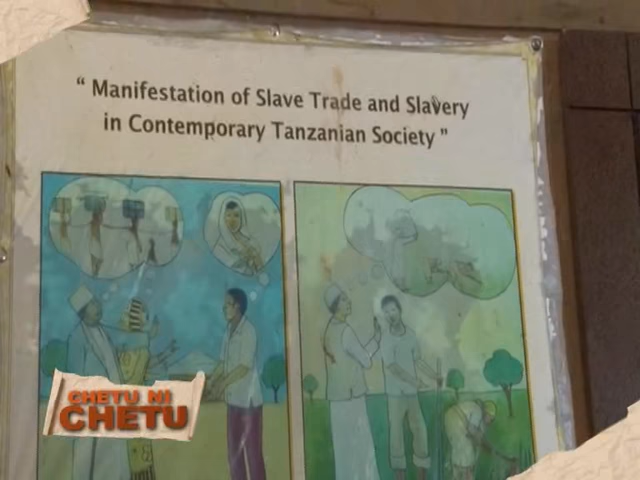 “ Manifestation of Slave Trade and Slavery
in Contemporary Tanzanian Society ”
CHETU NI
CHETU